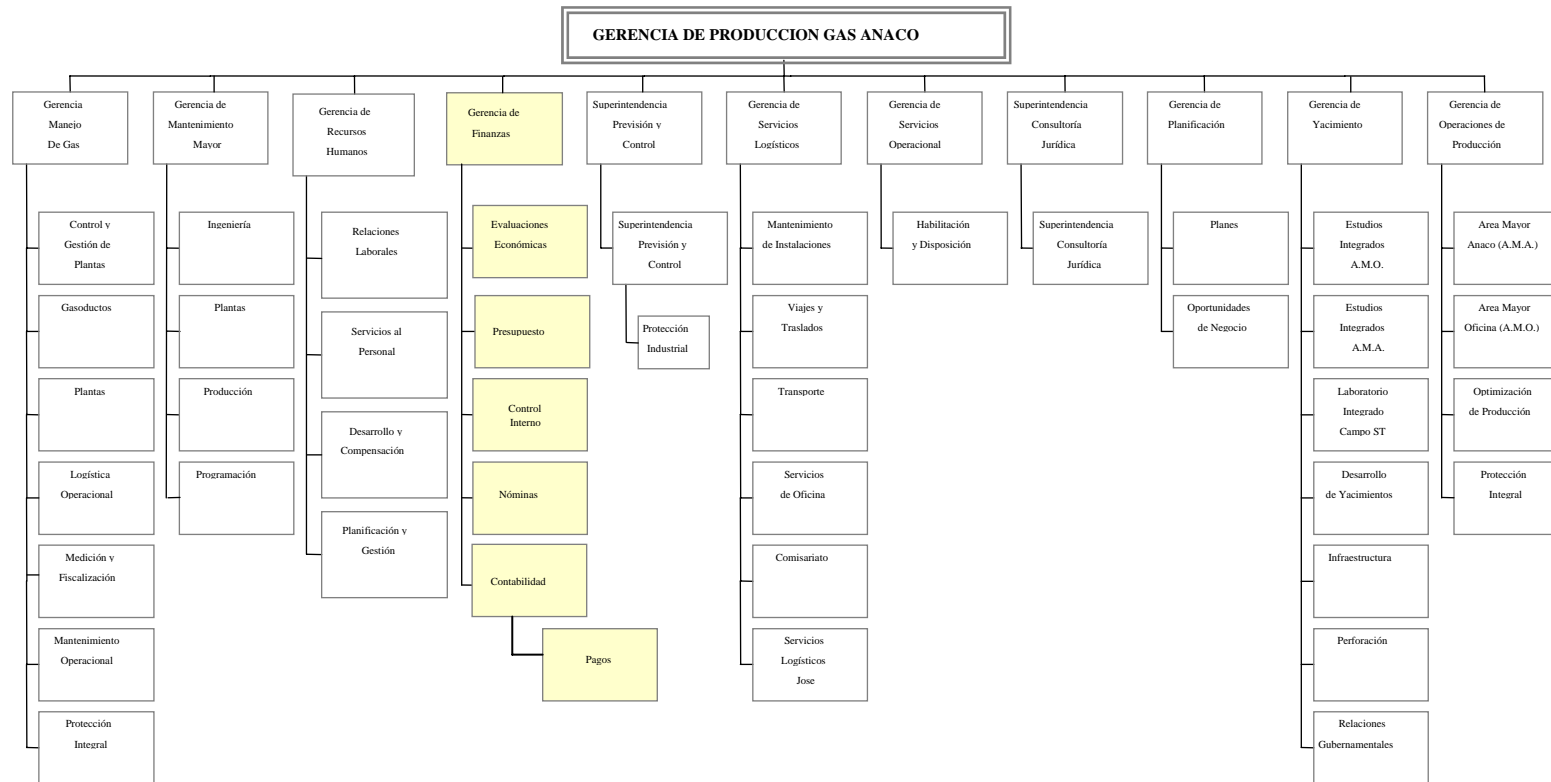 GERENCIA DE PRODUCCION GAS ANACO
Gerencia
Manejo
De Gas
Gerencia de
Mantenimiento
Mayor
Gerencia de
Recursos
Humanos
Gerencia de
Finanzas
Superintendencia
Previsión y
Control
Gerencia de
Servicios
Logísticos
Gerencia de
Servicios
Operacional
Superintendencia
Consultoría
Jurídica
Gerencia de
Planificación
Gerencia de
Yacimiento
Gerencia de
Operaciones de
Producción
Control y
Gestión de
Plantas
Gasoductos
Plantas
Logística
Operacional
Medición y
Fiscalización
Mantenimiento
Operacional
Protección
Integral
Ingeniería
Plantas
Producción
Programación
Relaciones
Laborales
Servicios al
Personal
Desarrollo y
Compensación
Planificación y
Gestión
Evaluaciones
Económicas
Presupuesto
Control
Interno
Nóminas
Contabilidad
Pagos
Superintendencia
Previsión y
Control
Protección
Industrial
Mantenimiento
de Instalaciones
Viajes y
Traslados
Transporte
Servicios
de Oficina
Comisariato
Servicios
Logísticos
Jose
Habilitación
y Disposición
Superintendencia
Consultoría
Jurídica
Planes
Oportunidades
de Negocio
Estudios
Integrados
A.M.O.
Estudios
Integrados
A.M.A.
Laboratorio
Integrado
Campo ST
Desarrollo
de Yacimientos
Infraestructura
Perforación
Relaciones
Gubernamentales
Area Mayor
Anaco (A.M.A.)
Area Mayor
Oficina (A.M.O.)
Optimización
de Producción
Protección
Integral